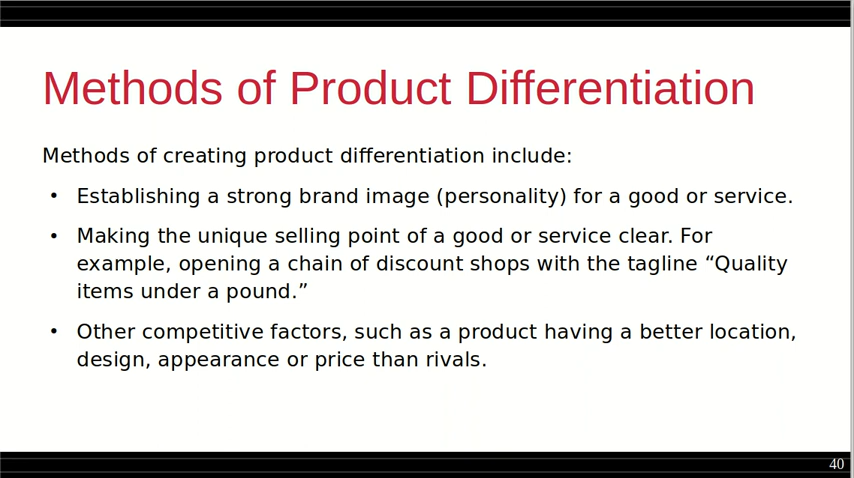 Methods of Product Differentiation
Methods of creating product differentiation include:
• Establishing a strong brand image (personality) for a good or service.
• Making the unique selling point of a good or service clear. For
example, opening a chain of discount shops with the tagline “Quality
items under a pound.”
• Other competitive factors, such as a product having a better location,
design, appearance or price than rivals.
40